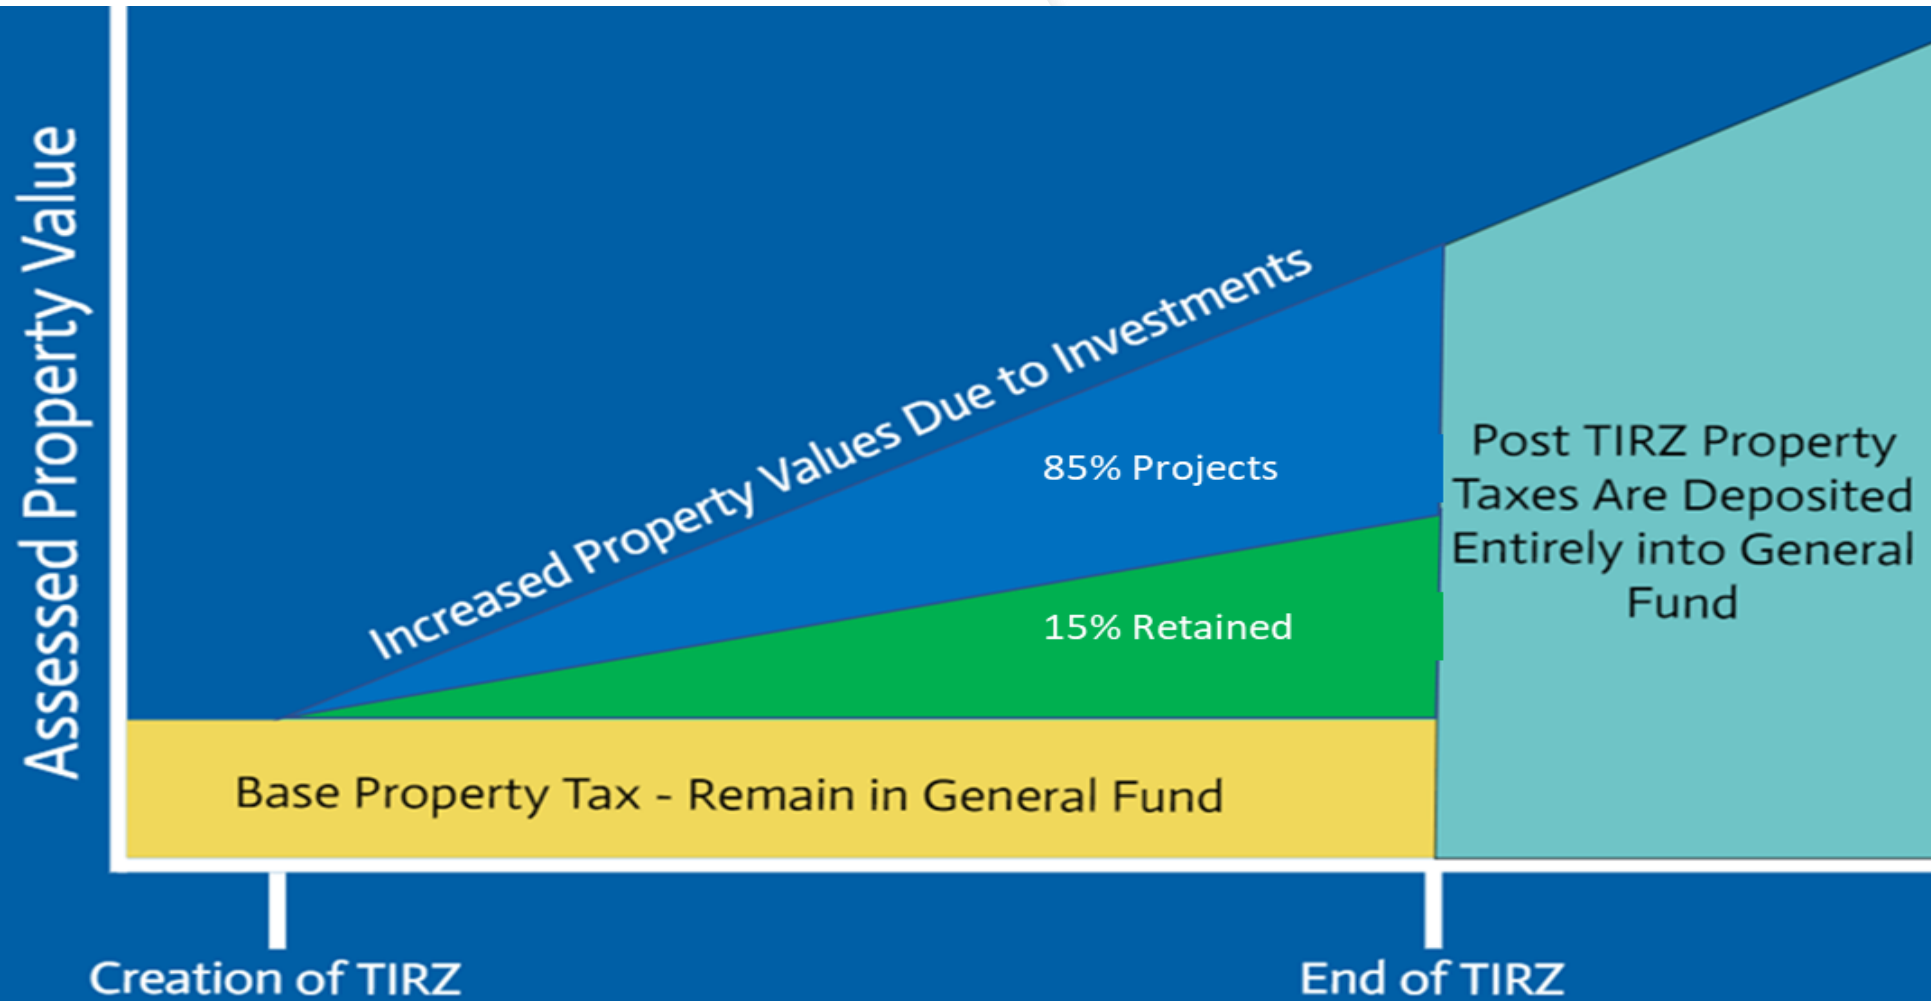 Assessed Property Value
Increased Property Values Due to Investments
85% Projects
15% Retained
Base Property Tax - Remain in General Fund
Post TIRZ Property
Taxes Are Deposited
Entirely into General
Fund
Creation of TIRZ
End of TIRZ